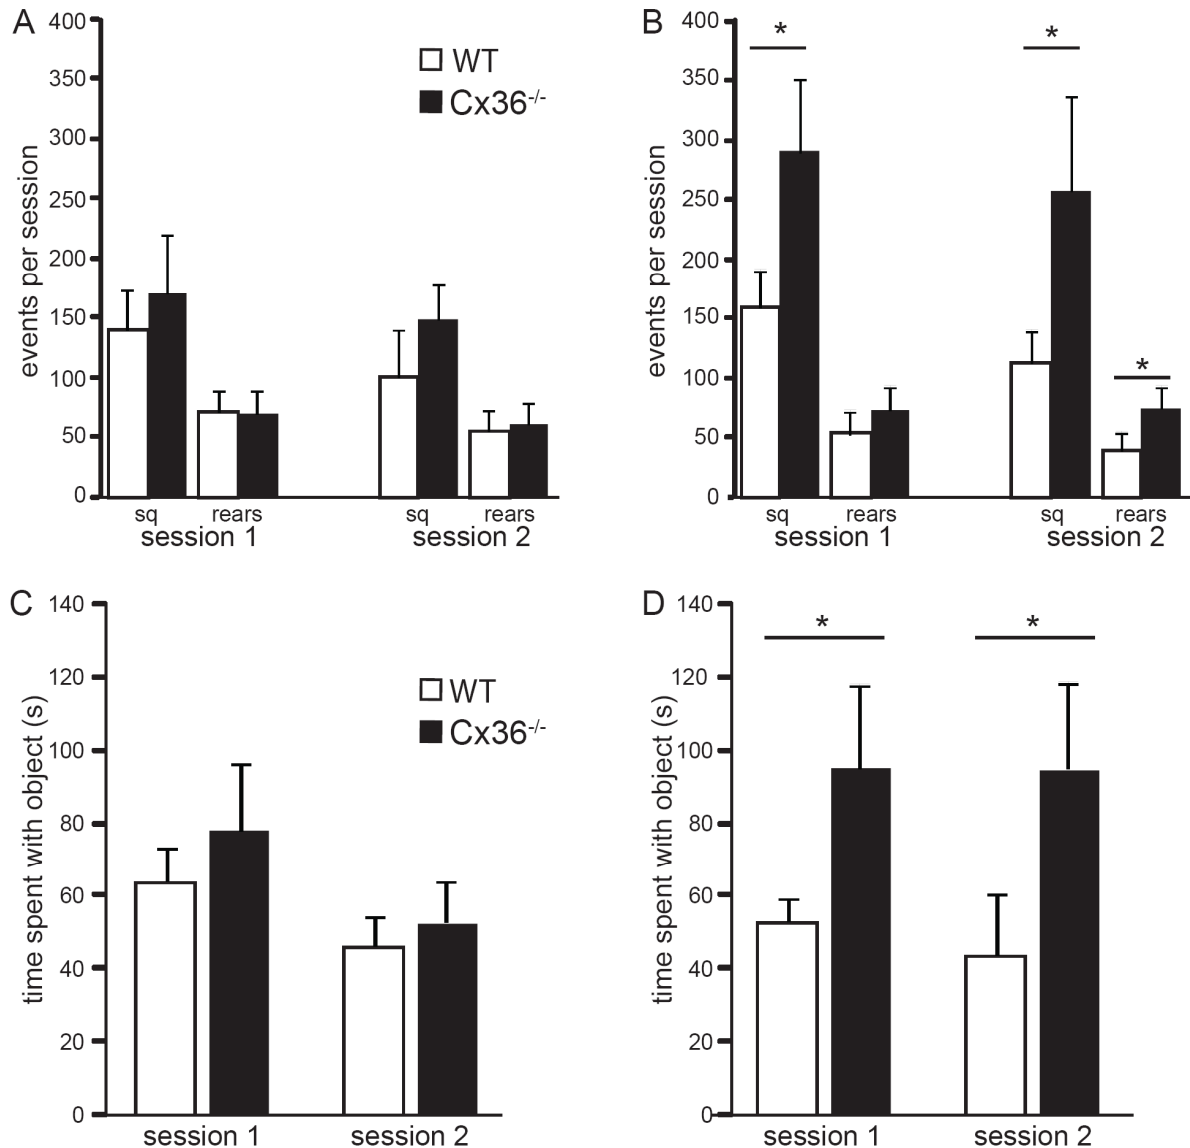 A
400
350
300
250
200
150
100
50
0
events per session
WT
Cx36-/-
sq rears sq rears
session 1 session 2
B
400
350
300
250
200
150
100
50
0
events per session
* *
*
sq rears sq rears
session 1 session 2
C
140
120
100
80
60
40
20
0
time spent with object (s)
WT
Cx36-/-
session 1 session 2
D
140
120
100
80
60
40
20
0
time spent with object (s)
* *
session 1 session 2